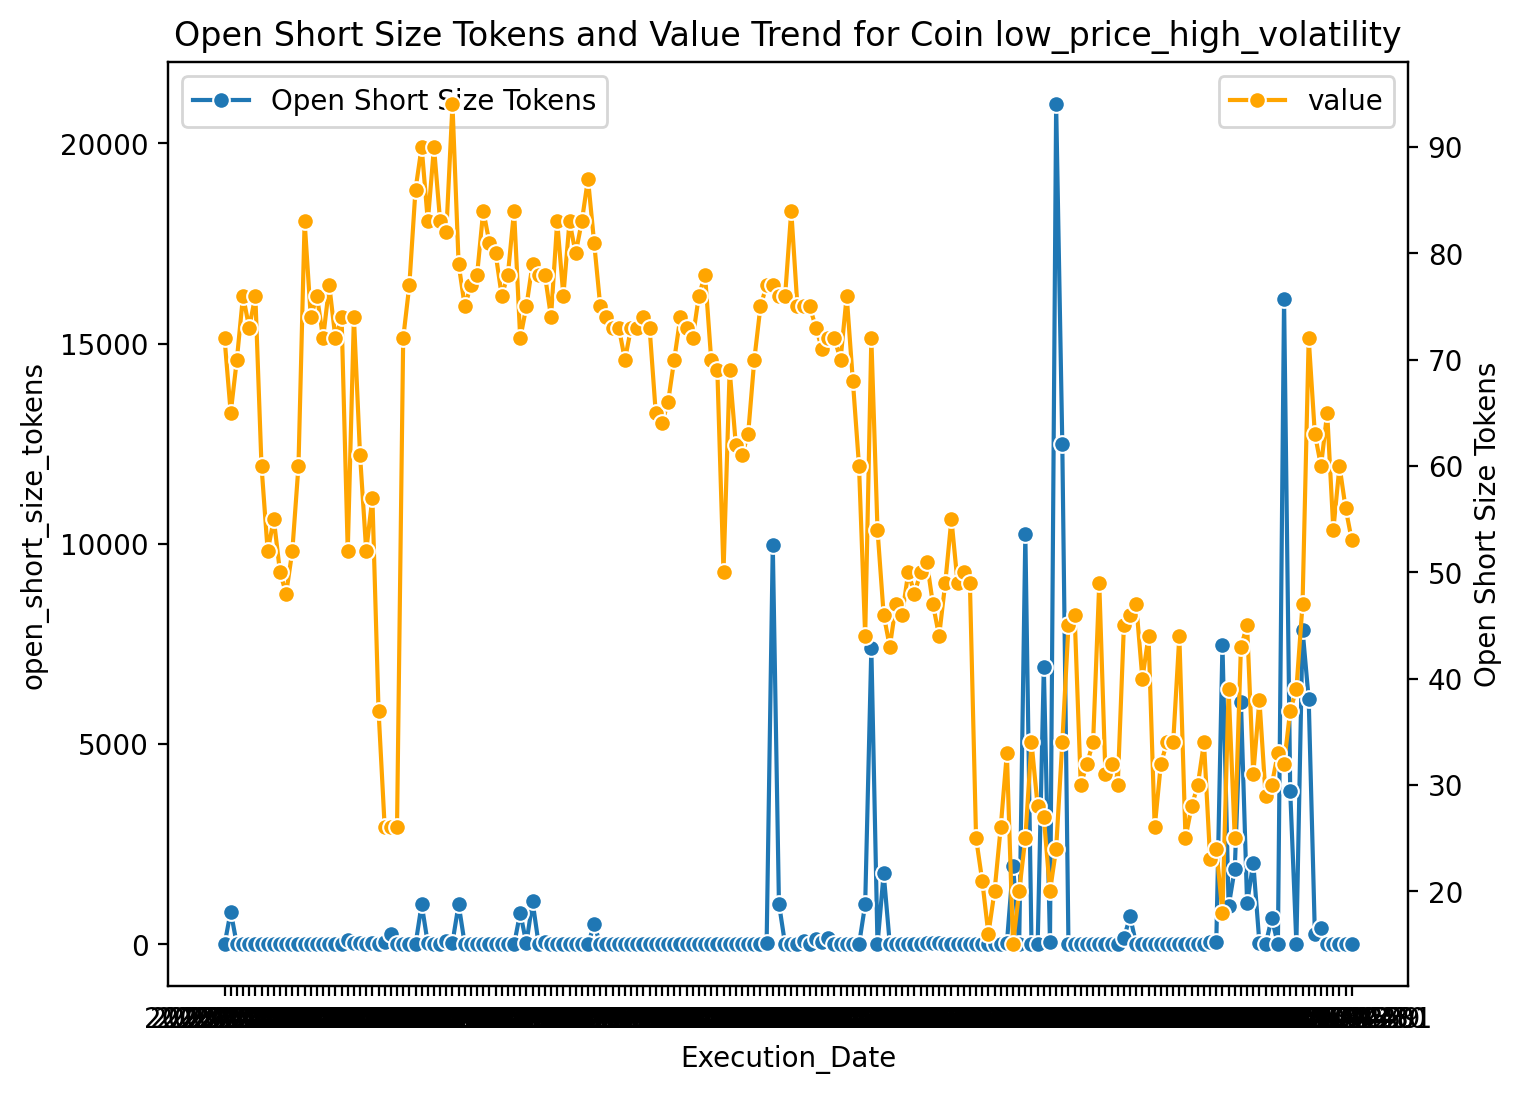 Open Short Size Tokens and Value Trend for Coin low_price_high_volatility
Open Short Size Tokens
value
20000
15000
10000
5000
0
open_short_size_tokens
90
80
70
60
50
40
30
20
Open Short Size Tokens
Execution_Date